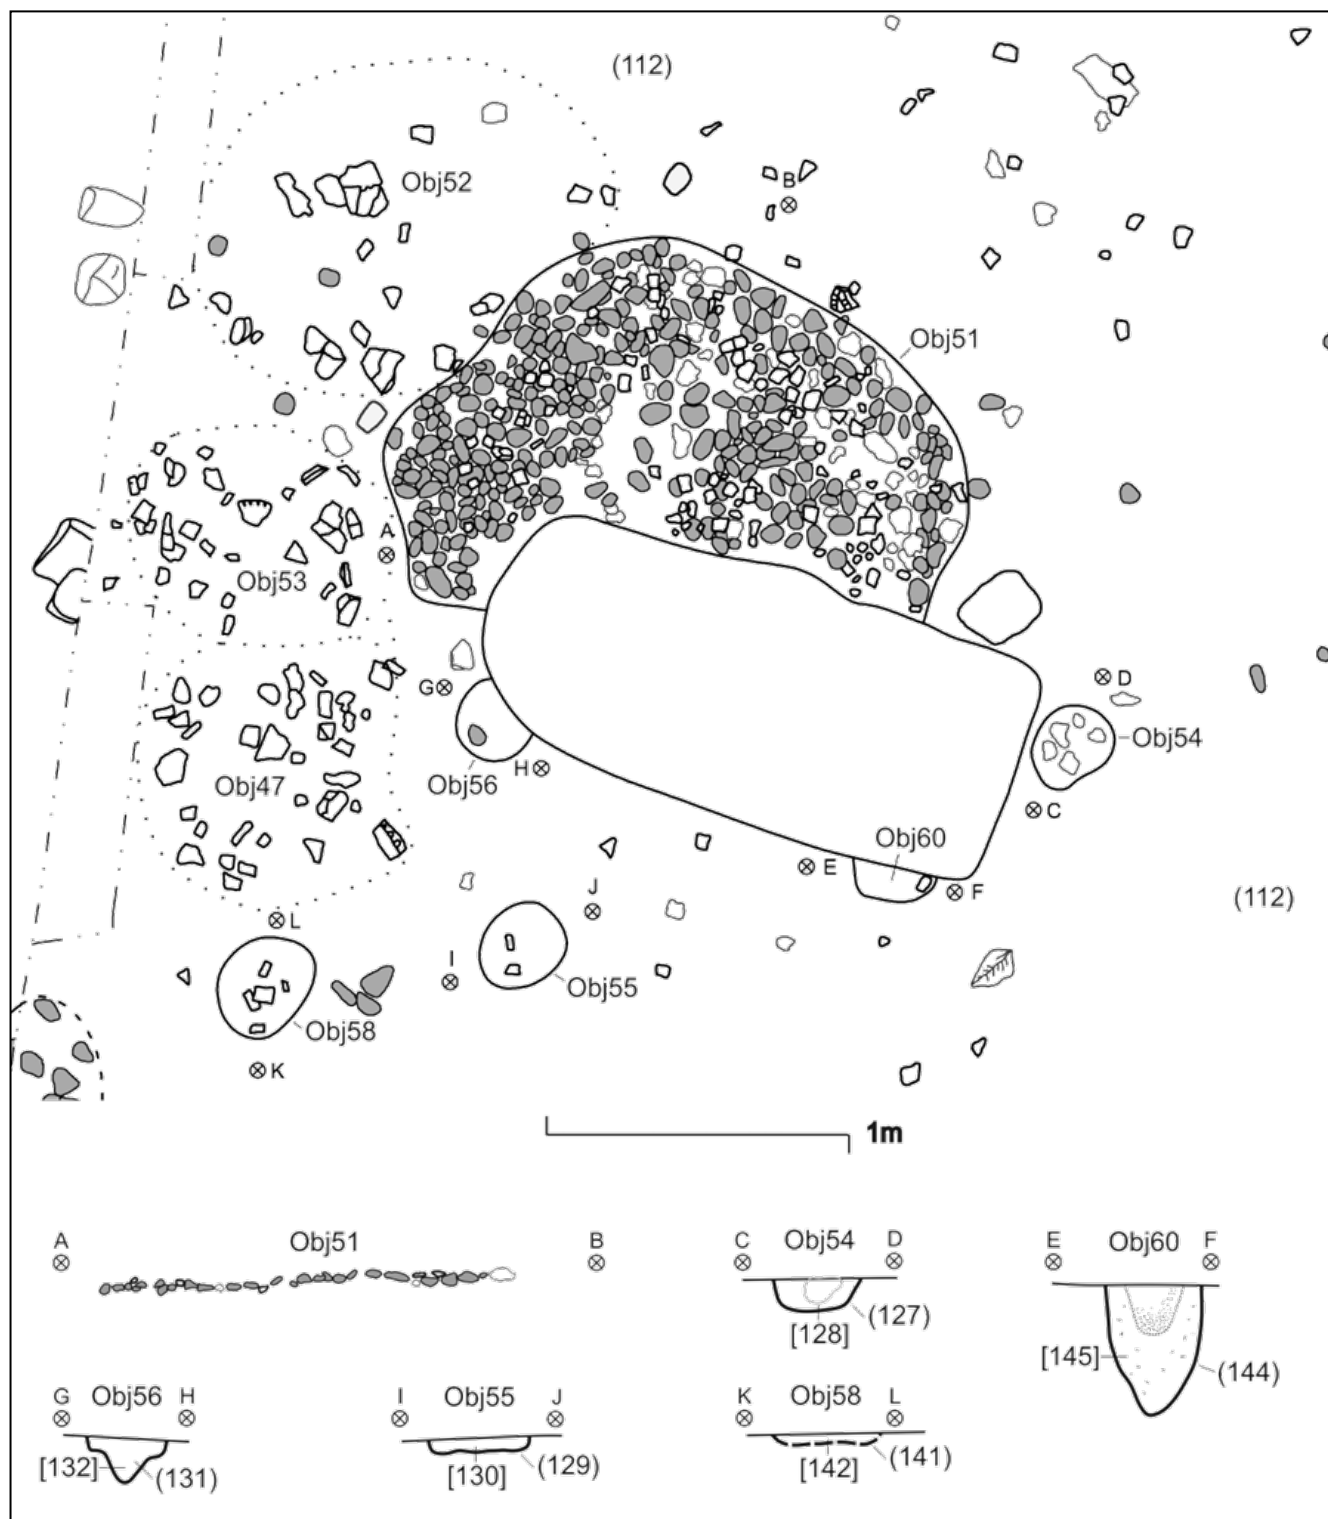 (112)
Obj52
B
Obj51
A
Obj53
G
D
Obj54
Obj47
Obj56
H
C
Obj60
E
F
J
(112)
L
I
Obj55
Obj58
K
1m
A
Obj51
B
C
Obj54
D
E
Obj60
F
[128]
(127)
[145]
(144)
G
Obj56
H
I
Obj55
J
K
Obj58
L
[132]
(131)
[130]
(129)
[142]
(141)